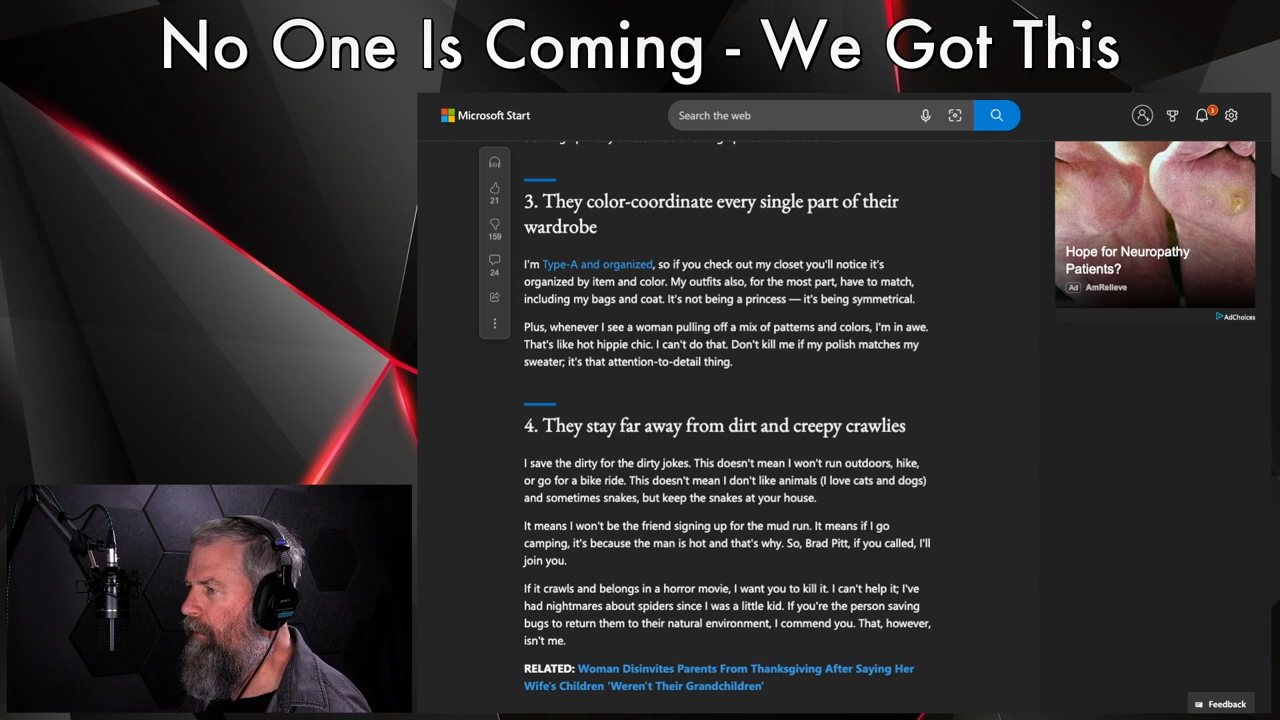 No One Is Coming - We Got This
Microsoft Start
Search the web
3
21
159
24
3. They color-coordinate every single part of their
wardrobe
I'm Type-A and organized, so if you check out my closet you'll notice it's
organized by item and color. My outfits also, for the most part, have to match,
including my bags and coat. It's not being a princess — it's being symmetrical.
Plus, whenever I see a woman pulling off a mix of patterns and colors, I'm in awe.
That's like hot hippie chic. I can't do that. Don't kill me if my polish matches my
sweater; it's that attention-to-detail thing.
4. They stay far away from dirt and creepy crawlies
I save the dirty for the dirty jokes. This doesn't mean I won't run outdoors, hike,
or go for a bike ride. This doesn't mean I don't like animals (I love cats and dogs)
and sometimes snakes, but keep the snakes at your house.
It means I won't be the friend signing up for the mud run. It means if I go
camping, it's because the man is hot and that's why. So, Brad Pitt, if you called, I'll
join you.
If it crawls and belongs in a horror movie, I want you to kill it. I can't help it; I've
had nightmares about spiders since I was a little kid. If you're the person saving
bugs to return them to their natural environment, I commend you. That, however,
isn't me.
RELATED: Woman Disinvites Parents From Thanksgiving After Saying Her
Wife's Children 'Weren't Their Grandchildren'
Hope for Neuropathy
Patients?
Ad AmRelieve
AdChoices
Feedback